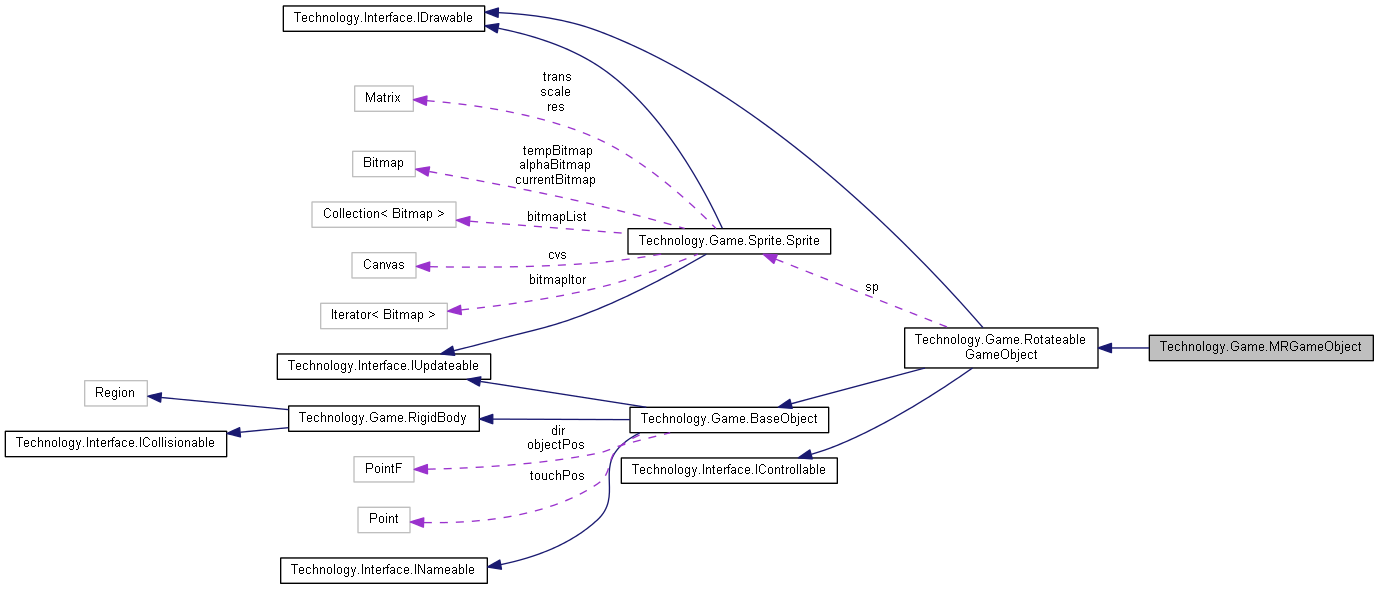 Technology.Interface.IDrawable
trans
scale
res
Matrix
tempBitmap
alphaBitmap
currentBitmap
Bitmap
Collection< Bitmap >
bitmapList
Technology.Game.Sprite.Sprite
cvs
Canvas
bitmapItor
sp
Iterator< Bitmap >
Technology.Game.Rotateable
GameObject
Technology.Game.MRGameObject
Technology.Interface.IUpdateable
Region
Technology.Game.RigidBody
Technology.Game.BaseObject
Technology.Interface.ICollisionable
dir
objectPos
PointF
Technology.Interface.IControllable
touchPos
Point
Technology.Interface.INameable